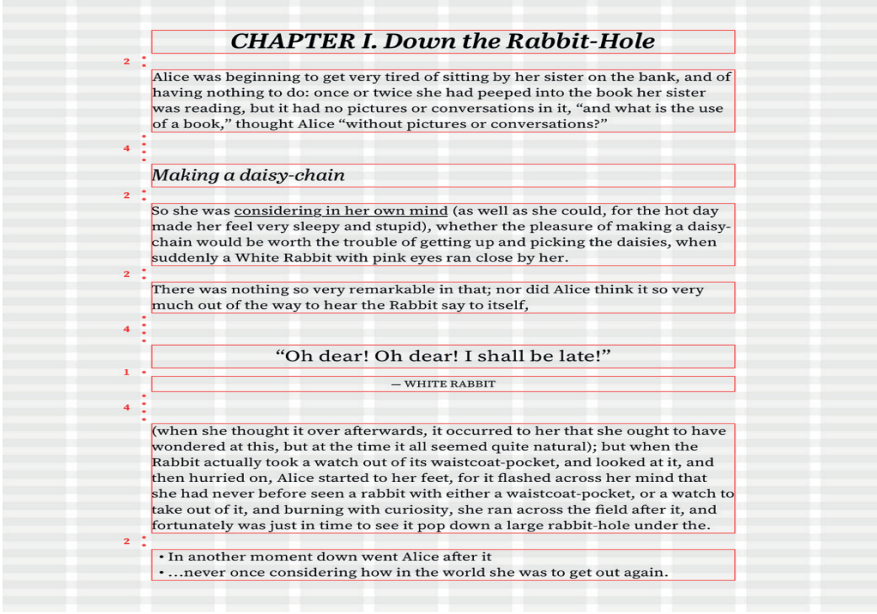 CHAPTER I. Down the Rabbit-Hole
2
Alice was beginning to get very tired of sitting by her sister on the bank, and of
having nothing to do: once or twice she had peeped into the book her sister
was reading, but it had no pictures or conversations in it, “and what is the use
of a book,” thought Alice “without pictures or conversations?”
4
Making a daisy-chain
2
So she was considering in her own mind (as well as she could, for the hot day
made her feel very sleepy and stupid), whether the pleasure of making a daisy-
chain would be worth the trouble of getting up and picking the daisies, when
suddenly a White Rabbit with pink eyes ran close by her.
2
There was nothing so very remarkable in that; nor did Alice think it so very
much out of the way to hear the Rabbit say to itself,
4
“Oh dear! Oh dear! I shall be late!”
1
— WHITE RABBIT
4
(when she thought it over afterwards, it occurred to her that she ought to have
wondered at this, but at the time it all seemed quite natural); but when the
Rabbit actually took a watch out of its waistcoat-pocket, and looked at it, and
then hurried on, Alice started to her feet, for it flashed across her mind that
she had never before seen a rabbit with either a waistcoat-pocket, or a watch to
take out of it, and burning with curiosity, she ran across the field after it, and
fortunately was just in time to see it pop down a large rabbit-hole under the.
2
• In another moment down went Alice after it
• …never once considering how in the world she was to get out again.